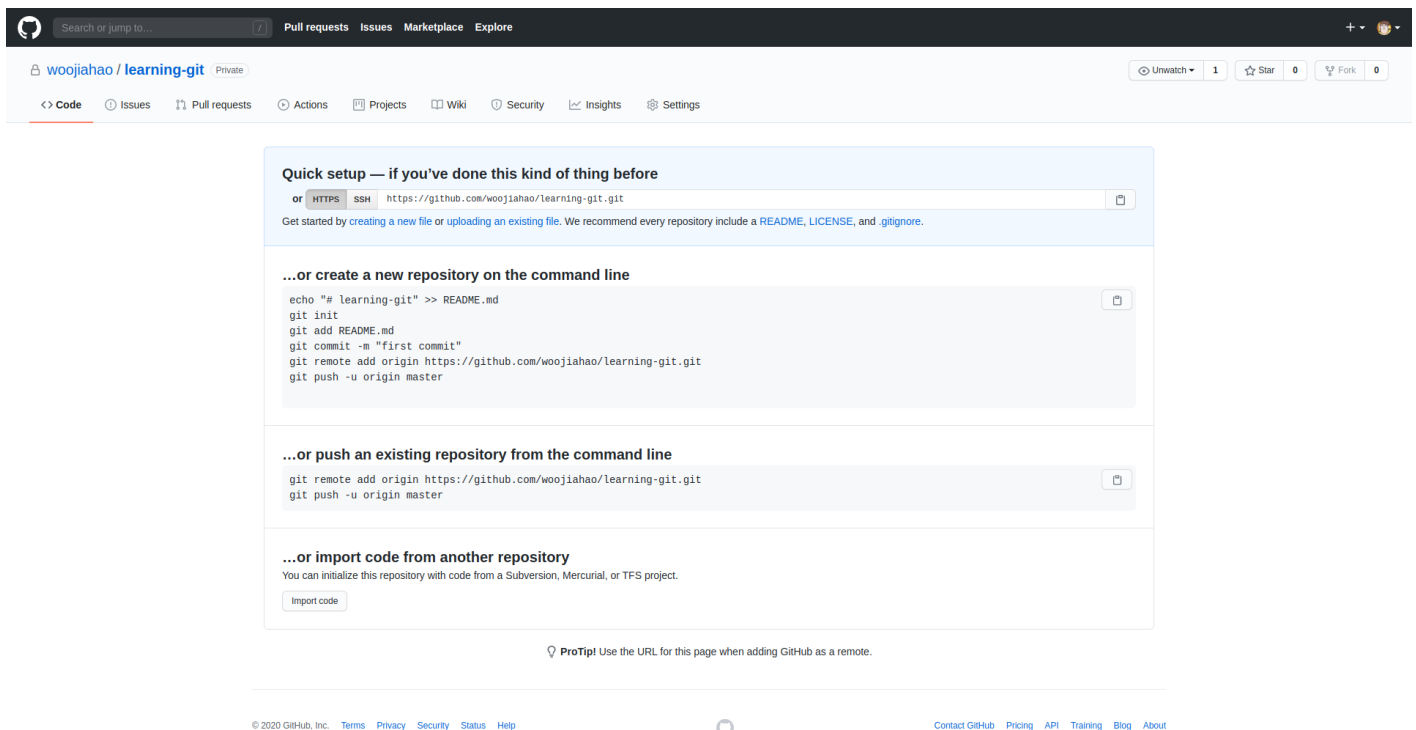 Search or jump to... / Pull requests Issues Marketplace Explore
woojiahao / learning-git Private Unwatch 1 Star 0 Fork 0
Code Issues Pull requests Actions Projects Wiki Security Insights Settings
Quick setup — if you’ve done this kind of thing before
or HTTPS SSH https://github.com/woojiahao/learning-git.git
Get started by creating a new file or uploading an existing file. We recommend every repository include a README, LICENSE, and .gitignore.
…or create a new repository on the command line
echo "# learning-git" >> README.md
git init
git add README.md
git commit -m "first commit"
git remote add origin https://github.com/woojiahao/learning-git.git
git push -u origin master
…or push an existing repository from the command line
git remote add origin https://github.com/woojiahao/learning-git.git
git push -u origin master
…or import code from another repository
You can initialize this repository with code from a Subversion, Mercurial, or TFS project.
Import code
ProTip! Use the URL for this page when adding GitHub as a remote.
© 2020 GitHub, Inc. Terms Privacy Security Status Help Contact GitHub Pricing API Training Blog About